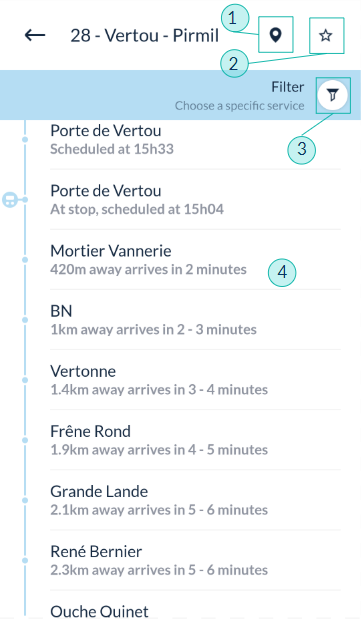 1
28 - Vertou - Pirmil
2
Filter
Choose a specific service
3
Porte de Vertou
Scheduled at 15h33
Porte de Vertou
At stop, scheduled at 15h04
Mortier Vannerie
420m away arrives in 2 minutes
4
BN
1km away arrives in 2 - 3 minutes
Vertonne
1.4km away arrives in 3 - 4 minutes
Frêne Rond
1.9km away arrives in 4 - 5 minutes
Grande Lande
2.1km away arrives in 5 - 6 minutes
René Bernier
2.3km away arrives in 5 - 6 minutes
Ouche Quinet